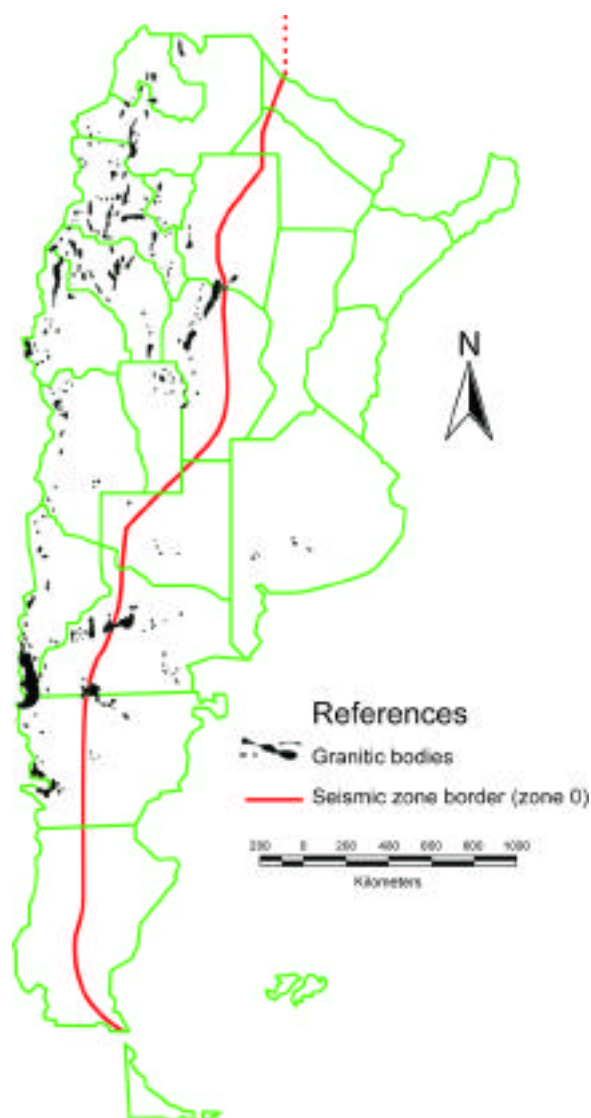 N
References
Granitic bodies
Seismic zone border (zone 0)
200 0 200 400 600 800 1000
Kilometers